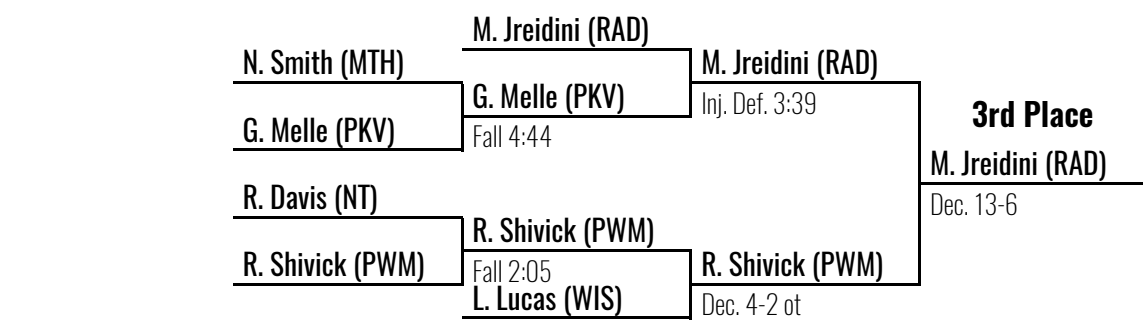 M. Jreidini (RAD)
N. Smith (MTH)
M. Jreidini (RAD)
G. Melle (PKV)
Inj. Def. 3:39
3rd Place
G. Melle (PKV)
Fall 4:44
M. Jreidini (RAD)
R. Davis (NT)
Dec. 13-6
R. Shivick (PWM)
R. Shivick (PWM)
Fall 2:05
R. Shivick (PWM)
L. Lucas (WIS)
Dec. 4-2 ot